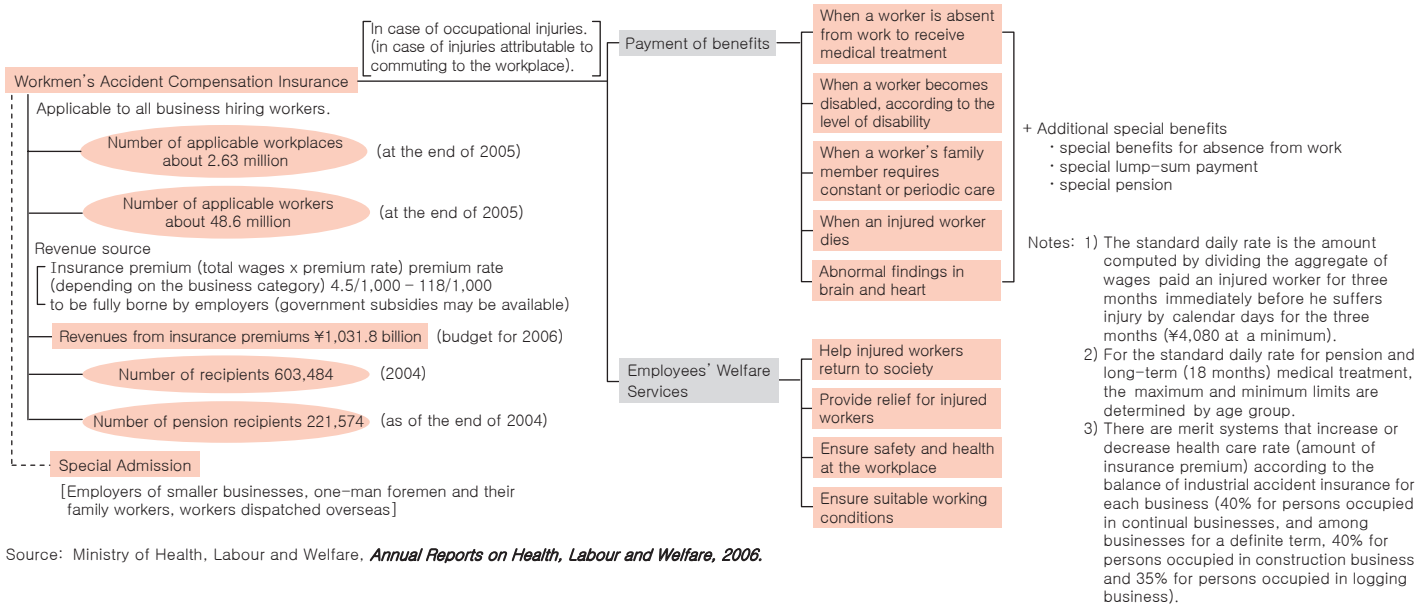 Workmen's Accident Compensation Insurance
[In case of occupational injuries.
(in case of injuries attributable to
commuting to the workplace).]
Applicable to all business hiring workers.
Number of applicable workplaces
about 2.63 million
(at the end of 2005)
Number of applicable workers
about 48.6 million
(at the end of 2005)
Revenue source
Insurance premium (total wages x premium rate) premium rate
(depending on the business category) 4.5/1,000 – 118/1,000
to be fully borne by employers (government subsidies may be available)
Revenues from insurance premiums ¥1,031.8 billion
(budget for 2006)
Number of recipients 603,484
(2004)
Number of pension recipients 221,574
(as of the end of 2004)
Special Admission
[Employers of smaller businesses, one-man foremen and their
family workers, workers dispatched overseas]
Payment of benefits
When a worker is absent
from work to receive
medical treatment
When a worker becomes
disabled, according to the
level of disability
When a worker's family
member requires
constant or periodic care
When an injured worker
dies
Abnormal findings in
brain and heart
+ Additional special benefits
· special benefits for absence from work
· special lump-sum payment
· special pension
Employees' Welfare
Services
Help injured workers
return to society
Provide relief for injured
workers
Ensure safety and health
at the workplace
Ensure suitable working
conditions
Notes: 1) The standard daily rate is the amount
computed by dividing the aggregate of
wages paid an injured worker for three
months immediately before he suffers
injury by calendar days for the three
months (¥4,080 at a minimum).
2) For the standard daily rate for pension and
long-term (18 months) medical treatment,
the maximum and minimum limits are
determined by age group.
3) There are merit systems that increase or
decrease health care rate (amount of
insurance premium) according to the
balance of industrial accident insurance for
each business (40% for persons occupied
in continual businesses, and among
businesses for a definite term, 40% for
persons occupied in construction business
and 35% for persons occupied in logging
business).
Source: Ministry of Health, Labour and Welfare, Annual Reports on Health, Labour and Welfare, 2006.